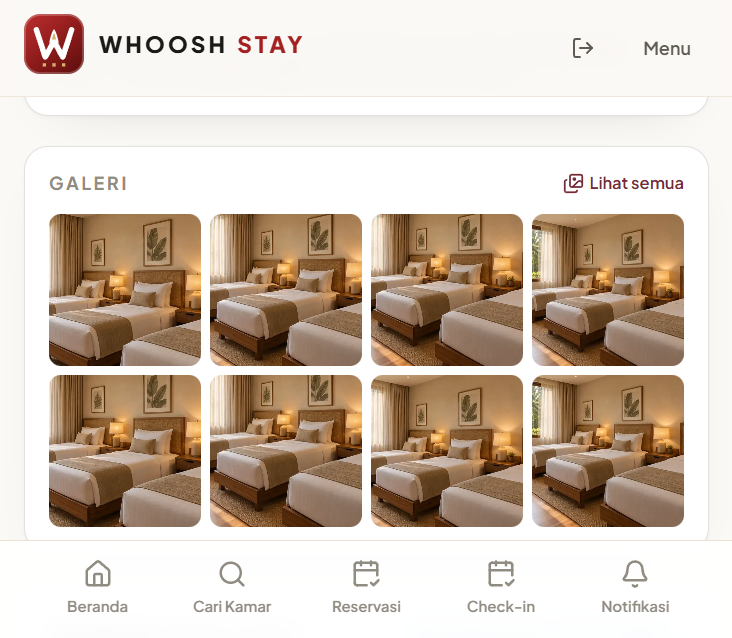 W
WHOOSH STAY
Menu
GALERI
Lihat semua
Beranda
Cari Kamar
Reservasi
Check-in
Notifikasi